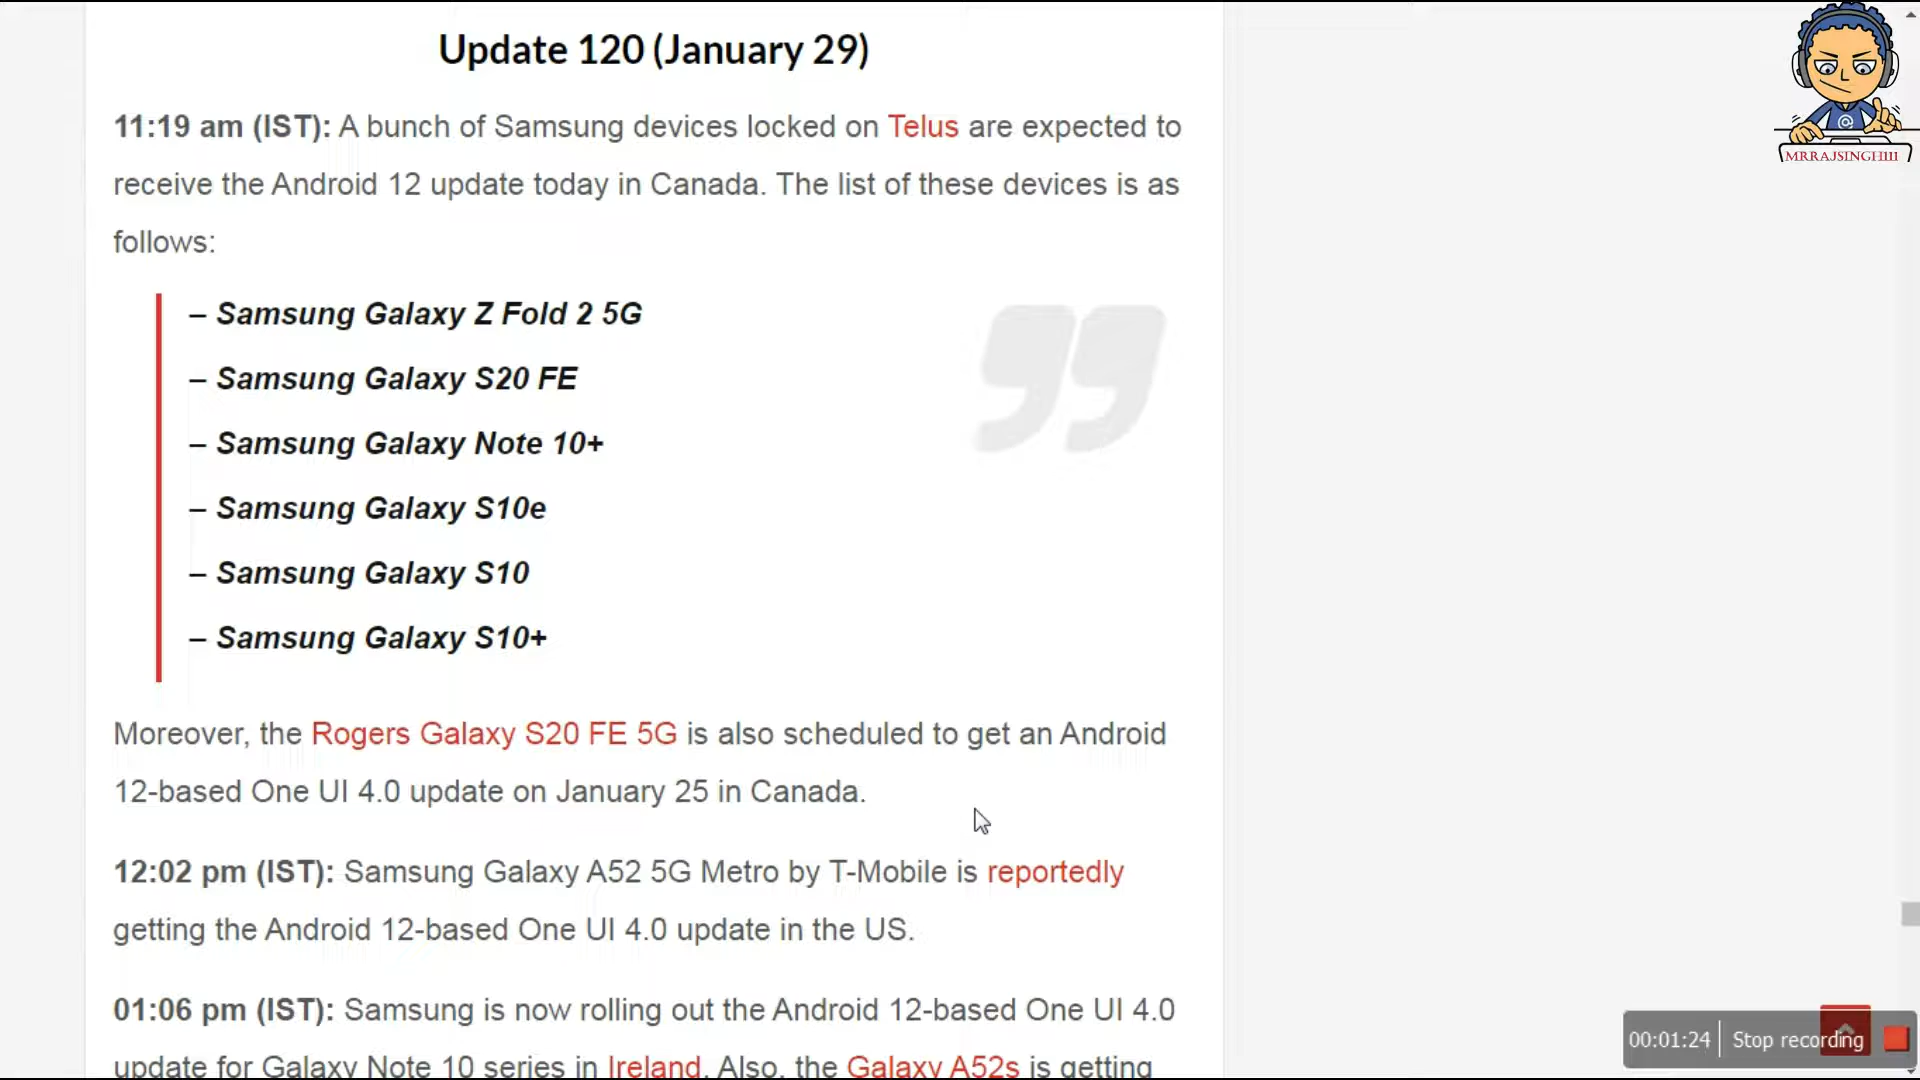 Update 120 (January 29)
11:19 am (IST): A bunch of Samsung devices locked on Telus are expected to
receive the Android 12 update today in Canada. The list of these devices is as
follows:
– Samsung Galaxy Z Fold 2 5G
– Samsung Galaxy S20 FE
– Samsung Galaxy Note 10+
– Samsung Galaxy S10e
– Samsung Galaxy S10
– Samsung Galaxy S10+
Moreover, the Rogers Galaxy S20 FE 5G is also scheduled to get an Android
12-based One UI 4.0 update on January 25 in Canada.
12:02 pm (IST): Samsung Galaxy A52 5G Metro by T-Mobile is reportedly
getting the Android 12-based One UI 4.0 update in the US.
01:06 pm (IST): Samsung is now rolling out the Android 12-based One UI 4.0
update for Galaxy Note 10 series in Ireland. Also, the Galaxy A52s is getting
@
MRRAJSINGH111
00:01:24 Stop recording